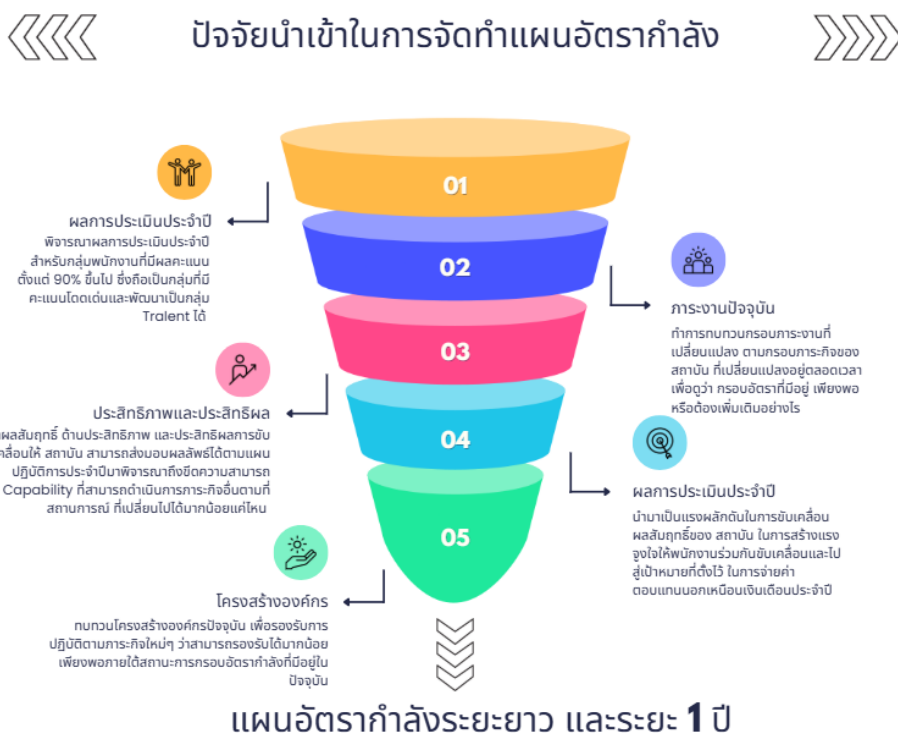 ปัจจัยนำเข้าในการจัดทำแผนอัตรากำลัง
01
ผลการประเมินประจำปี
พิจารณาผลการประเมินประจำปี
สำหรับกลุ่มพนักงานที่มีผลคะแนน
ตั้งแต่ 90% ขึ้นไป ซึ่งถือเป็นกลุ่มที่มี
คะแนนโดดเด่นและพัฒนาเป็นกลุ่ม
Tralent ได้
02
ภาระงานปัจจุบัน
ทำการทบทวนกรอบภาระงานที่
เปลี่ยนแปลง ตามกรอบภาระกิจของ
สถาบัน ที่เปลี่ยนแปลงอยู่ตลอดเวลา
เพื่อดูว่า กรอบอัตราที่มีอยู่ เพียงพอ
หรือต้องเพิ่มเติมอย่างไร
03
ประสิทธิภาพและประสิทธิผล
ผลสัมฤทธิ์ ด้านประสิทธิภาพ และประสิทธิผลการขับ
คลื่อนให้ สถาบัน สามารถส่งมอบผลลัพธ์ได้ตามแผน
ปฏิบัติการประจำปีมาพิจารณาถึงขีดความสามารถ
Capability ที่สามารถดำเนินการภาระกิจอื่นตามที่
สถานการณ์ ที่เปลี่ยนไปได้มากน้อยแค่ไหน
04
ผลการประเมินประจำปี
นำมาเป็นแรงผลักดันในการขับเคลื่อน
ผลสัมฤทธิ์ของ สถาบัน ในการสร้างแรง
จูงใจให้พนักงานร่วมกันขับเคลื่อนและไป
สู่เป้าหมายที่ตั้งไว้ ในการจ่ายค่า
ตอบแทนนอกเหนือนเงินเดือนประจำปี
05
โครงสร้างองค์กร
ทบทวนโครงสร้างองค์กรปัจจุบัน เพื่อรองรับการ
ปฏิบัติตามภาระกิจใหม่ๆ ว่าสามารถรองรับได้มากน้อย
เพียงพอภายใต้สถานะการกรอบอัตรากำลังที่มีอยู่ใน
ปัจจุบัน
แผนอัตรากำลังระยะยาว และระยะ 1 ปี